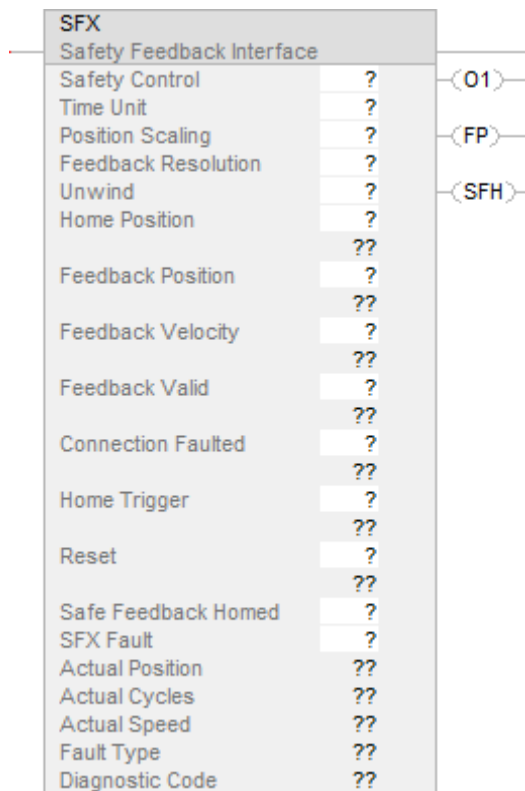 SFX
Safety Feedback Interface
Safety Control ? O1
Time Unit ?
Position Scaling ? FP
Feedback Resolution ?
Unwind ? SFH
Home Position ?
??
Feedback Position ?
??
Feedback Velocity ?
??
Feedback Valid ?
??
Connection Faulted ?
??
Home Trigger ?
??
Reset ?
??
Safe Feedback Homed ?
SFX Fault ?
Actual Position ??
Actual Cycles ??
Actual Speed ??
Fault Type ??
Diagnostic Code ??